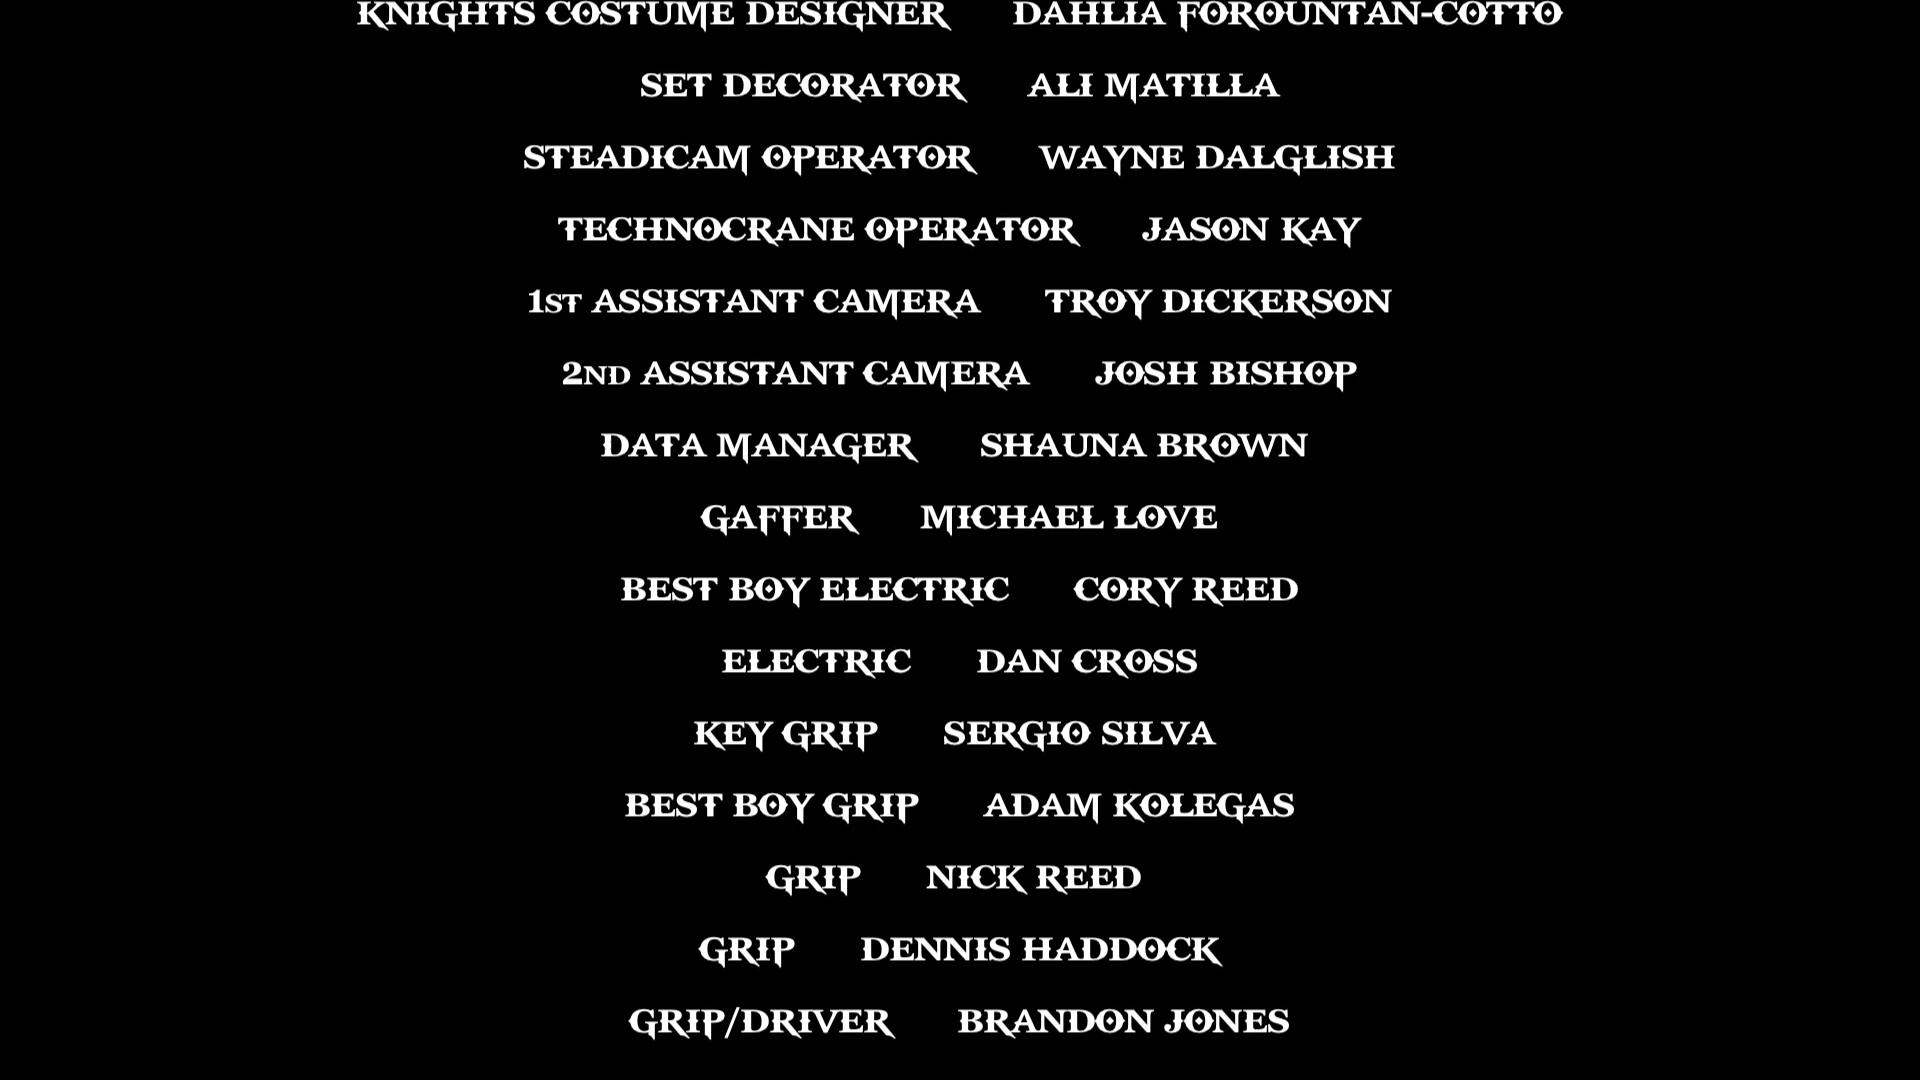 KNIGHTS COSTUME DESIGNER DAHLIA FOROUNTAN-COTTO
SET DECORATOR ALI MATILLA
STEADICAM OPERATOR WAYNE DALGLISH
TECHNOCRANE OPERATOR JASON KAY
1ST ASSISTANT CAMERA TROY DICKERSON
2ND ASSISTANT CAMERA JOSH BISHOP
DATA MANAGER SHAUNA BROWN
GAFFER MICHAEL LOVE
BEST BOY ELECTRIC CORY REED
ELECTRIC DAN CROSS
KEY GRIP SERGIO SILVA
BEST BOY GRIP ADAM KOLEGAS
GRIP NICK REED
GRIP DENNIS HADDOCK
GRIP/DRIVER BRANDON JONES